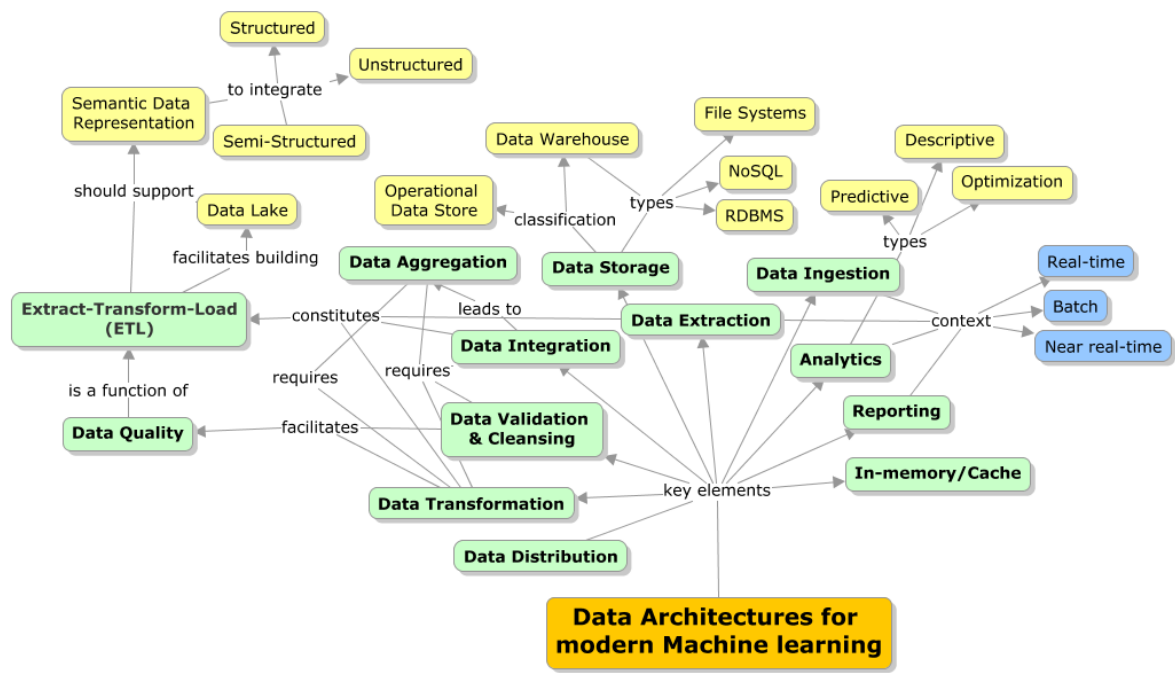 Structured
Unstructured
to integrate
Semantic Data
Representation
Semi-Structured
should support
Data Lake
facilitates building
File Systems
Data Warehouse
NoSQL
Operational
Data Store
classification
types
RDBMS
Descriptive
Optimization
Predictive
types
Data Aggregation
Data Storage
Data Ingestion
Real-time
Extract-Transform-Load
(ETL)
constitutes
leads to
Data Extraction
context
Batch
Data Integration
Near real-time
Analytics
requires
requires
is a function of
Data Quality
facilitates
Data Validation
& Cleansing
Reporting
In-memory/Cache
key elements
Data Transformation
Data Distribution
Data Architectures for
modern Machine learning